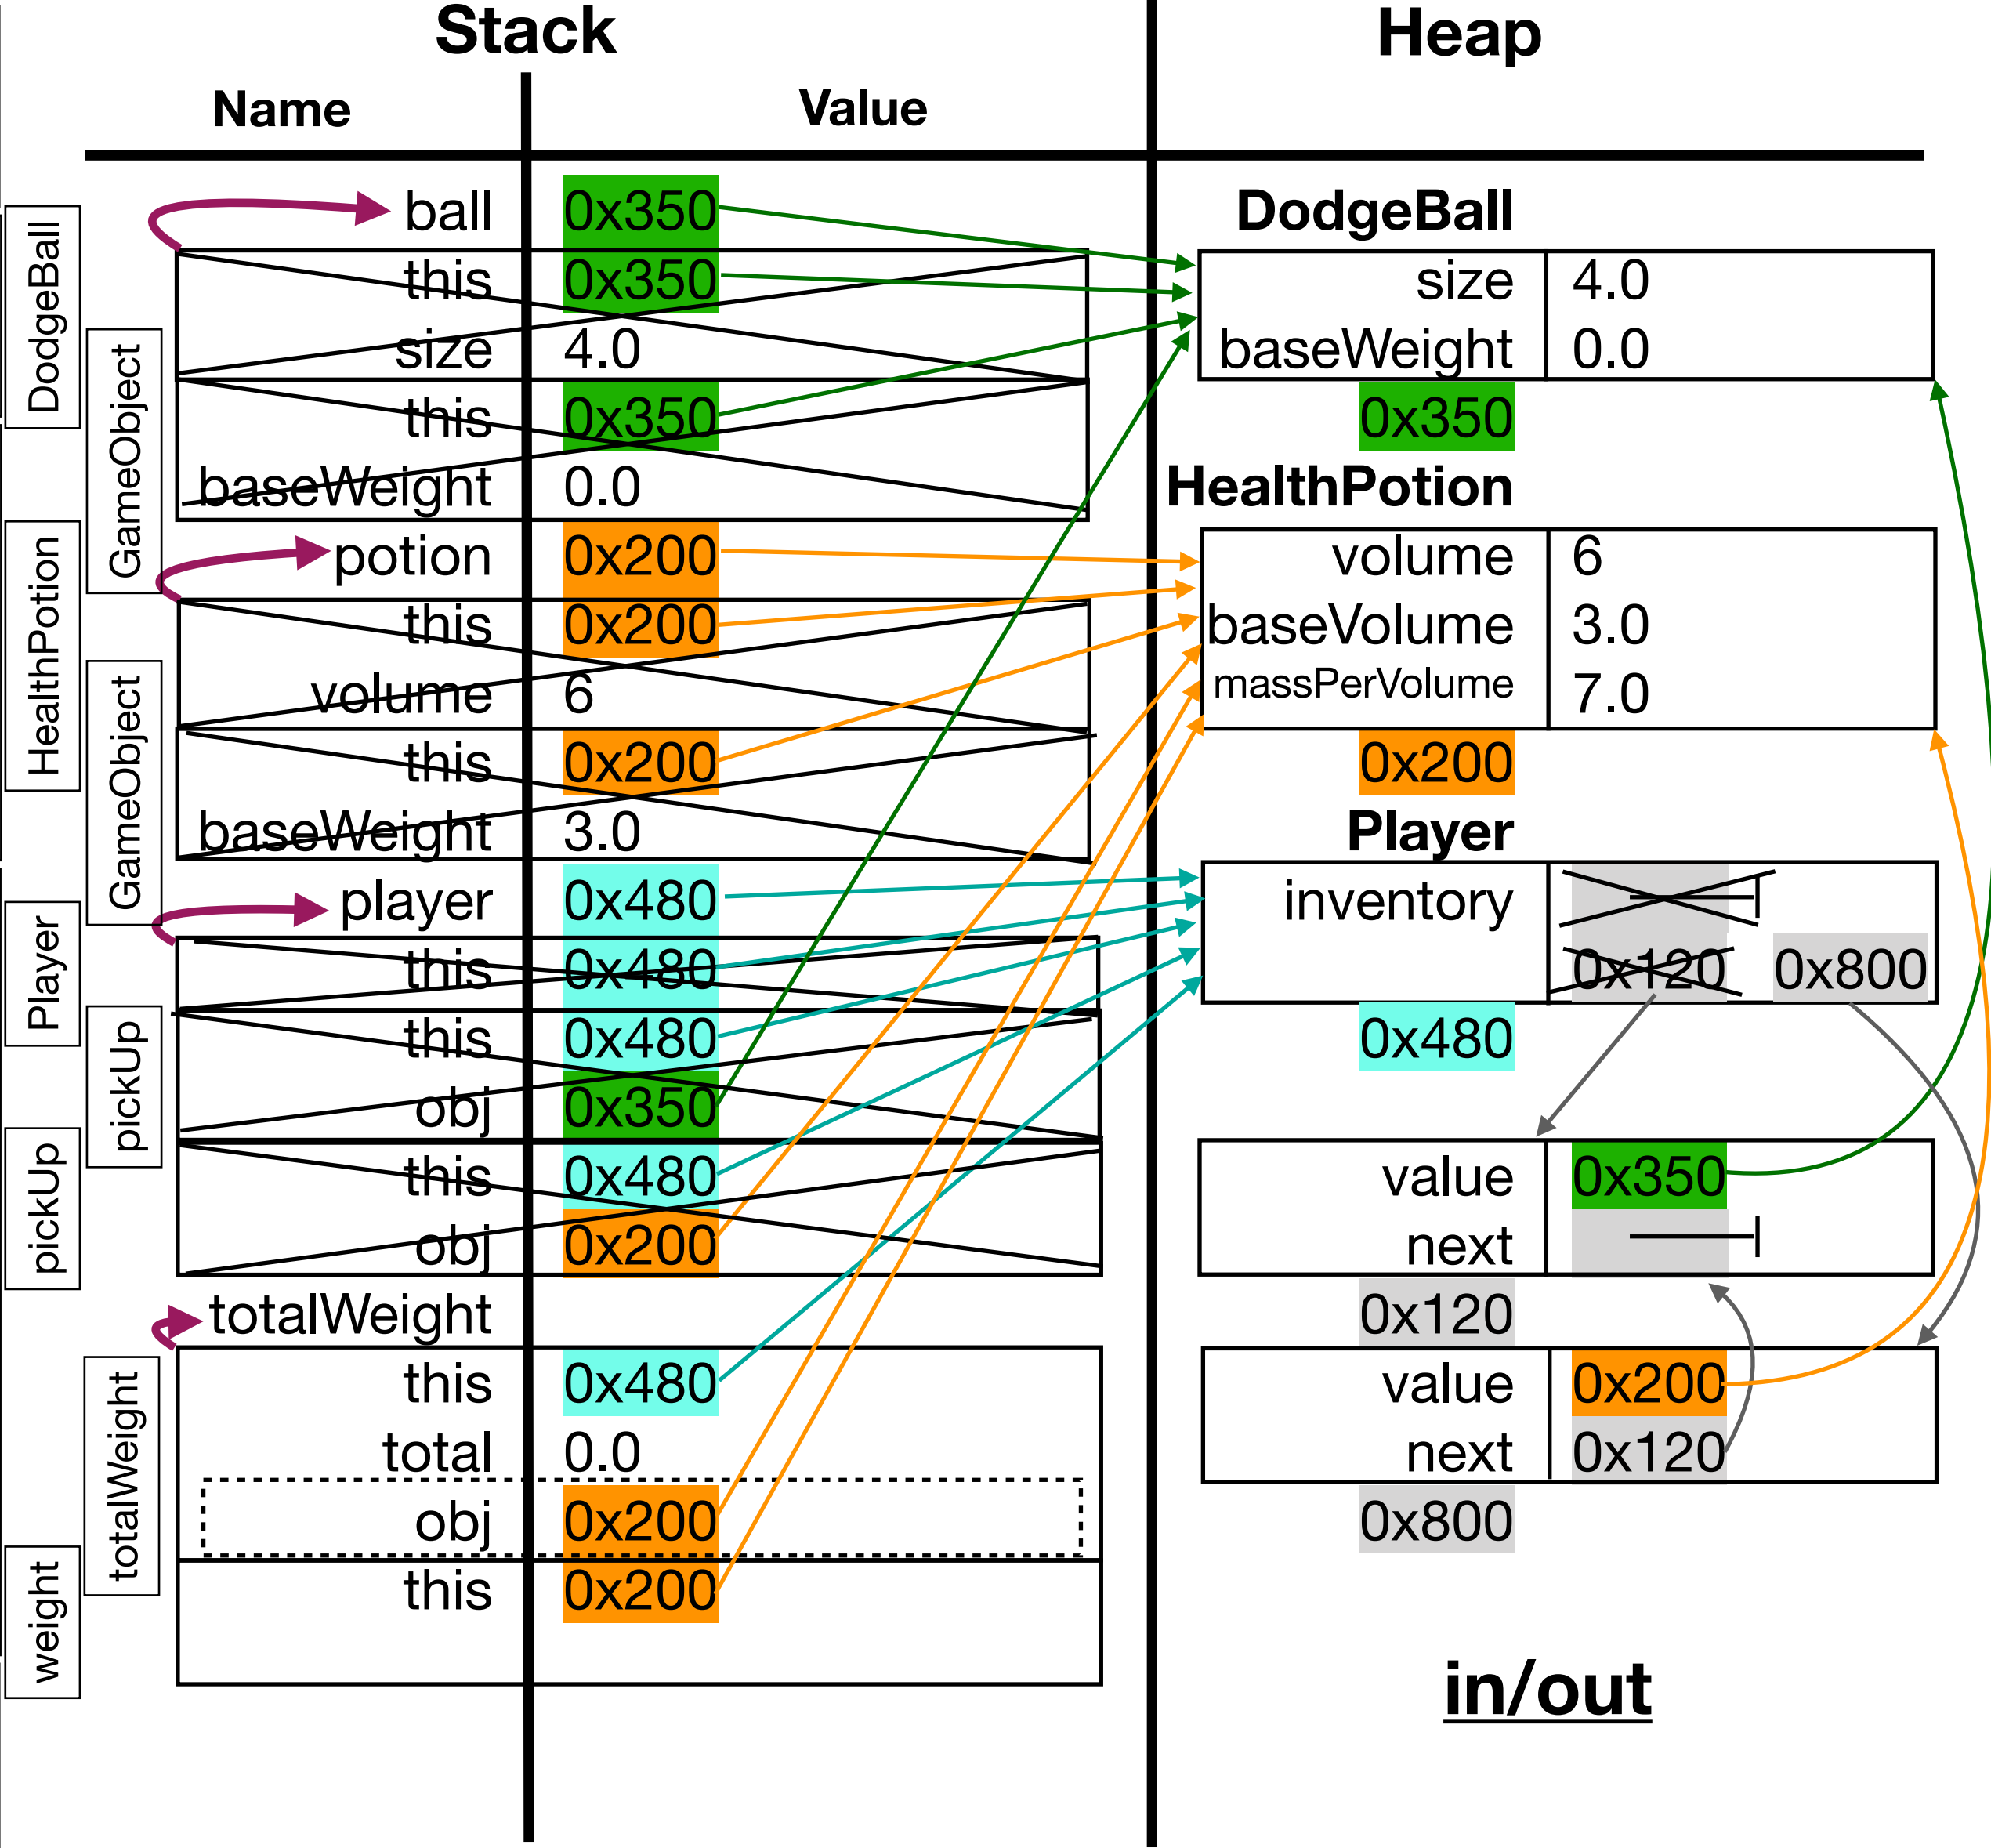 Stack
Heap
Name
Value
ball 0x350
this 0x350
size 4.0
this 0x350
baseWeight 0.0
potion 0x200
this 0x200
volume 6
this 0x200
baseWeight 3.0
player 0x480
this 0x480
this 0x480
obj 0x350
this 0x480
obj 0x200
totalWeight
this 0x480
total 0.0
obj 0x200
this 0x200
DodgeBall
GameObject
HealthPotion
GameObject
Player
pickUp
pickUp
totalWeight
weight
DodgeBall
size 4.0
baseWeight 0.0
0x350
HealthPotion
volume 6
baseVolume 3.0
massPerVolume 7.0
0x200
Player
inventory
0x120 0x800
0x480
value 0x350
next
0x120
value 0x200
next 0x120
0x800
in/out